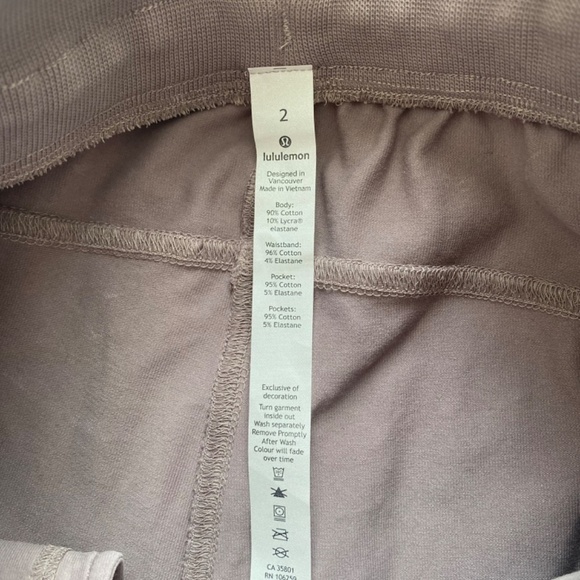 2
lululemon
Designed in
Vancouver
Made in Vietnam
Body:
90% Cotton
10% Lycra®
elastane
Waistband:
96% Cotton
4% Elastane
Pocket:
95% Cotton
5% Elastane
Pockets:
95% Cotton
5% Elastane
Exclusive of
decoration
Turn garment
inside out
Wash separately
Remove Promptly
After Wash
Colour will fade
over time
CA 35801
RN 106259